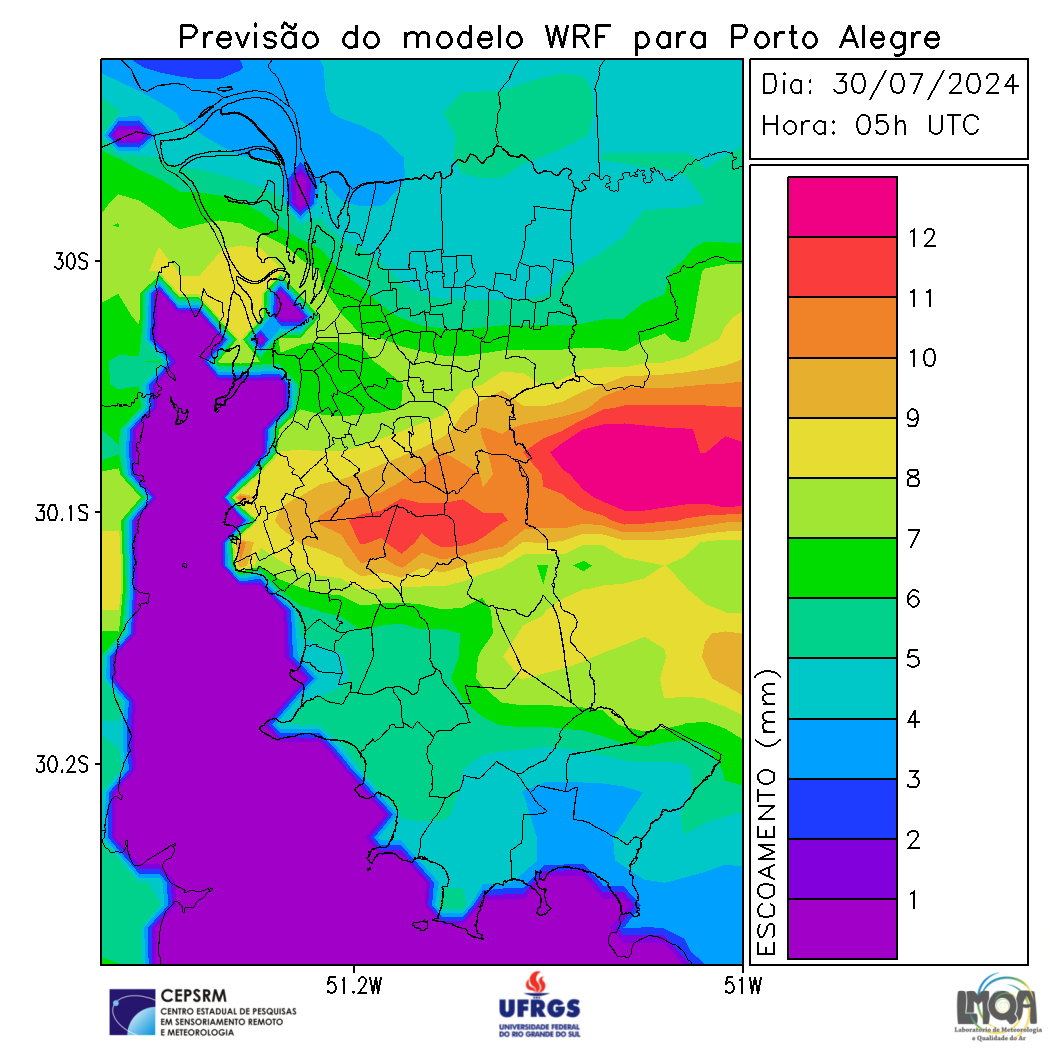 Previsão do modelo WRF para Porto Alegre
Dia: 30/07/2024
Hora: 05h UTC
30S
30.1S
30.2S
51.2W
51W
12
11
10
9
8
7
6
5
4
3
2
1
ESCOAMENTO (mm)
CEPSRM
CENTRO ESTADUAL DE PESQUISAS
EM SENSORIAMENTO REMOTO
E METEOROLOGIA
UFRGS
UNIVERSIDADE FEDERAL
DO RIO GRANDE DO SUL
LMQA
Laboratório de Meteorologia
e Qualidade do Ar